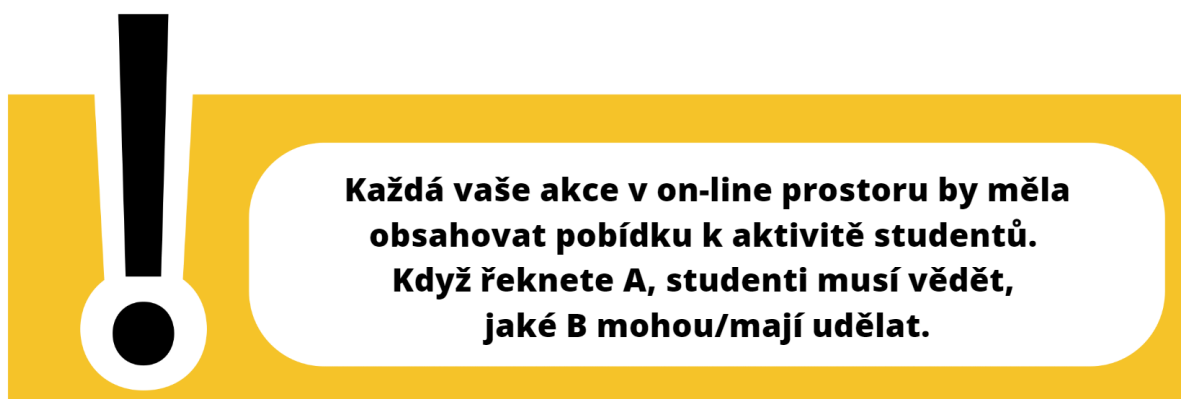 Každá vaše akce v on-line prostoru by měla
obsahovat pobídku k aktivitě studentů.
Když řeknete A, studenti musí vědět,
jaké B mohou/mají udělat.